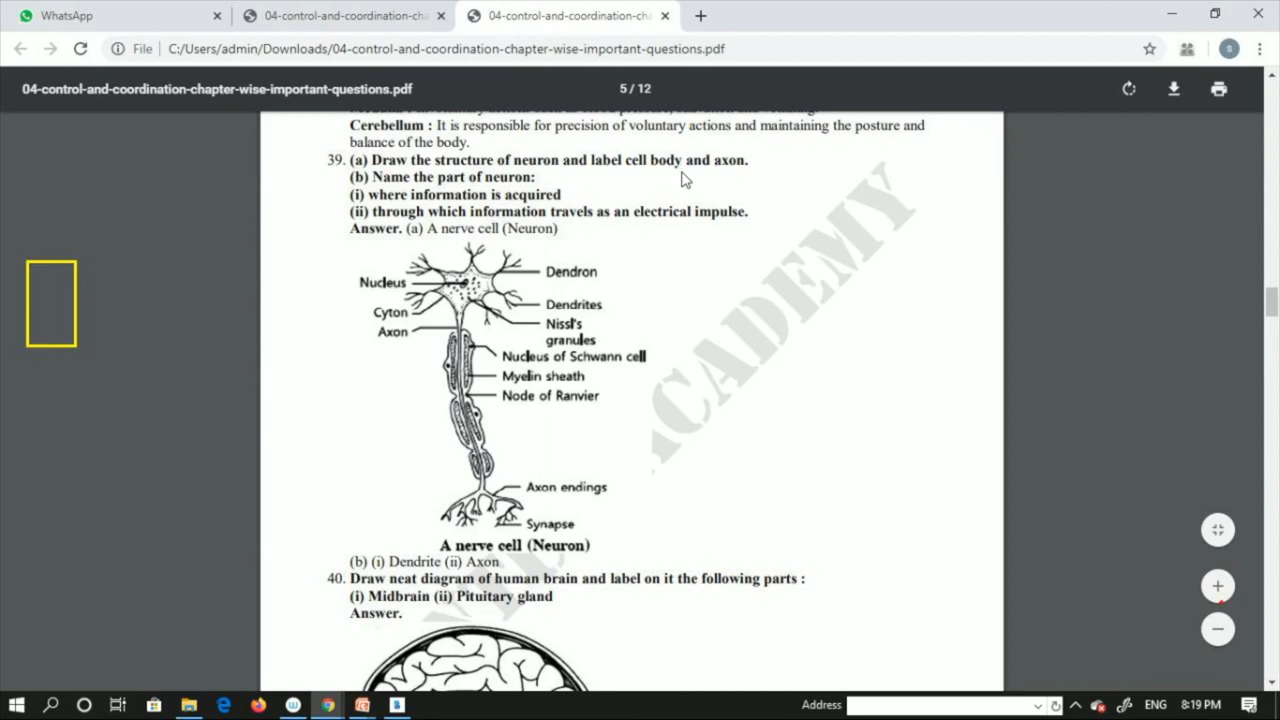 WhatsApp
04-control-and-coordination-cha
04-control-and-coordination-cha
File
C:/Users/admin/Downloads/04-control-and-coordination-chapter-wise-important-questions.pdf
S
04-control-and-coordination-chapter-wise-important-questions.pdf
5 / 12
Cerebellum : It is responsible for precision of voluntary actions and maintaining the posture and
balance of the body.
39. (a) Draw the structure of neuron and label cell body and axon.
(b) Name the part of neuron:
(i) where information is acquired
(ii) through which information travels as an electrical impulse.
Answer. (a) A nerve cell (Neuron)
Dendron
Nucleus
Dendrites
Cyton
Nissl's
granules
Axon
Nucleus of Schwann cell
Myelin sheath
Node of Ranvier
Axon endings
Synapse
A nerve cell (Neuron)
(b) (i) Dendrite (ii) Axon
40. Draw neat diagram of human brain and label on it the following parts :
(i) Midbrain (ii) Pituitary gland
Answer.
ACADEMY
Address
ENG
8:19 PM